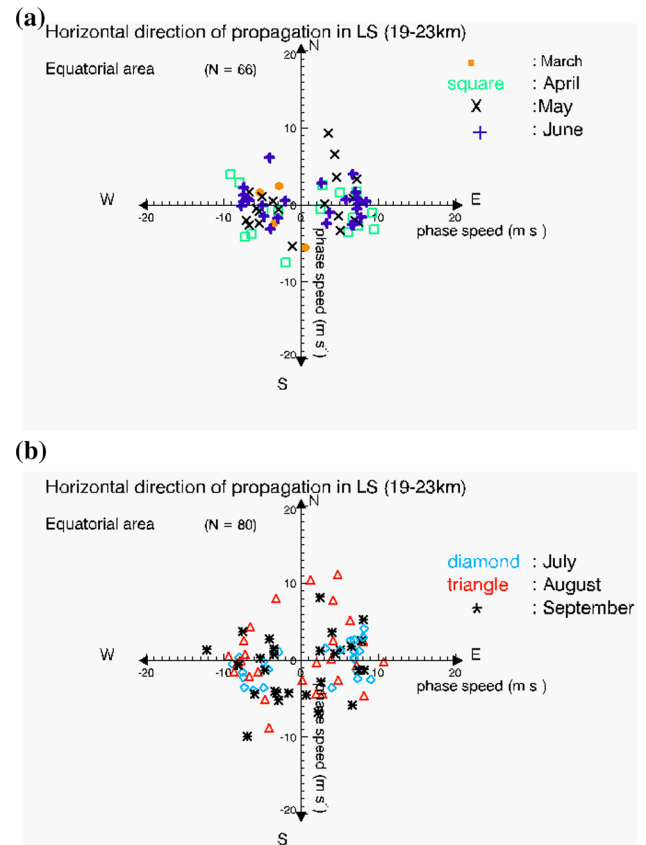 (a)
Horizontal direction of propagation in LS (19-23km)
N
20
Equatorial area (N = 66)
: March
square : April
: May
: June
10
W E
-20 -10 0 10 20
phase speed (m s )
phase speed (m s )
-10
-20
S
(b)
Horizontal direction of propagation in LS (19-23km)
N
20
Equatorial area (N = 80)
diamond : July
triangle : August
: September
10
W E
-20 -10 0 10 20
phase speed (m s )
phase speed (m s )
-10
-20
S